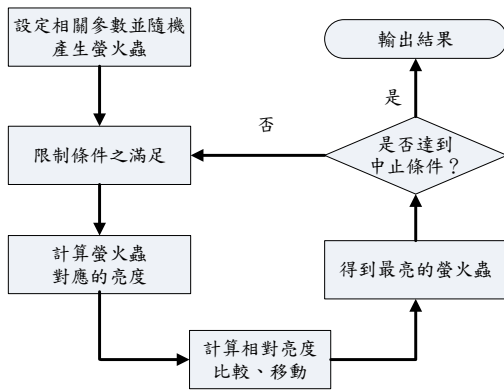 設定相關參數並隨機
產生螢火蟲
限制條件之滿足
計算螢火蟲
對應的亮度
計算相對亮度
比較、移動
得到最亮的螢火蟲
是否達到
中止條件？
否
是
輸出結果